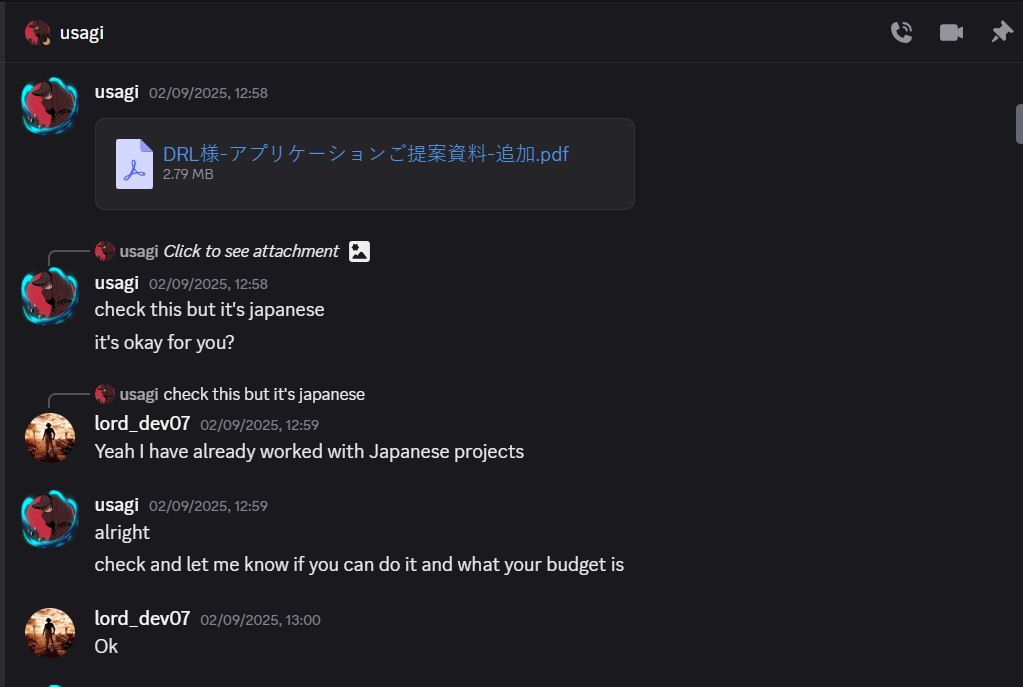 usagi
usagi 02/09/2025, 12:58
DRL様-アプリケーションご提案資料-追加.pdf
2.79 MB
usagi Click to see attachment
usagi 02/09/2025, 12:58
check this but it's japanese
it's okay for you?
usagi check this but it's japanese
lord_dev07 02/09/2025, 12:59
Yeah I have already worked with Japanese projects
usagi 02/09/2025, 12:59
alright
check and let me know if you can do it and what your budget is
lord_dev07 02/09/2025, 13:00
Ok